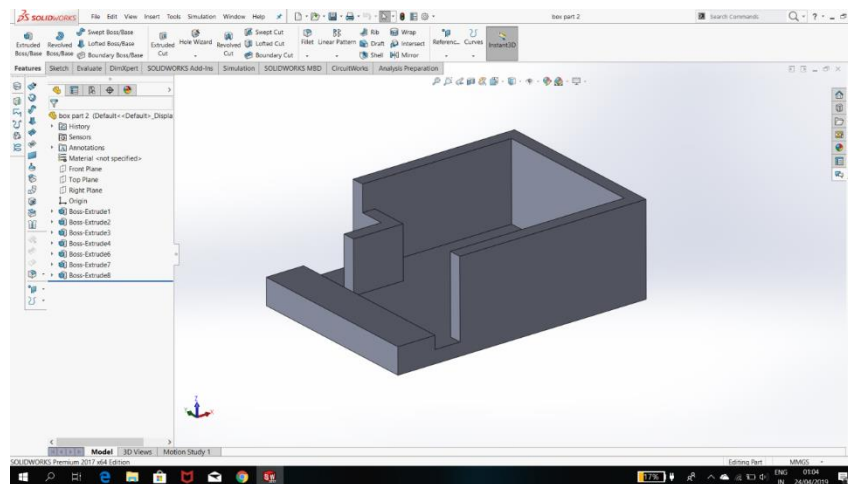 SOLIDWORKS File Edit View Insert Tools Simulation Window Help box part 2 Search Commands
Extruded Boss/Base Revolved Boss/Base Swept Boss/Base Lofted Boss/Base Boundary Boss/Base Extruded Cut Hole Wizard Revolved Cut Swept Cut Lofted Cut Boundary Cut Fillet Linear Pattern Rib Draft Shell Wrap Intersect Mirror Referenc... Curves Instant3D
Features Sketch Evaluate DimXpert SOLIDWORKS Add-Ins Simulation SOLIDWORKS MBD CircuitWorks Analysis Preparation
box part 2 (Default<<Default>_Displa
History
Sensors
Annotations
Material <not specified>
Front Plane
Top Plane
Right Plane
Origin
Boss-Extrude1
Boss-Extrude2
Boss-Extrude3
Boss-Extrude4
Boss-Extrude6
Boss-Extrude7
Boss-Extrude8
Model 3D Views Motion Study 1
SOLIDWORKS Premium 2017 x64 Edition Editing Part MMGS
17% ENG 01:04
IN 24/04/2019